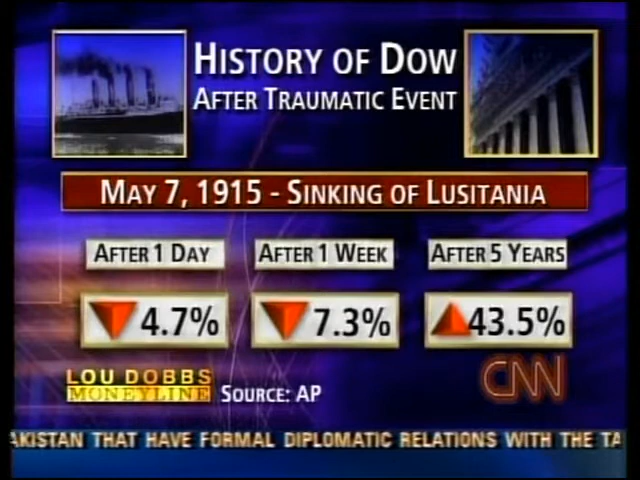 HISTORY OF DOW
AFTER TRAUMATIC EVENT
MAY 7, 1915 - SINKING OF LUSITANIA
AFTER 1 DAY
AFTER 1 WEEK
AFTER 5 YEARS
4.7%
7.3%
43.5%
LOU DOBBS
MONEYLINE
SOURCE: AP
CNN
AKISTAN THAT HAVE FORMAL DIPLOMATIC RELATIONS WITH THE TA